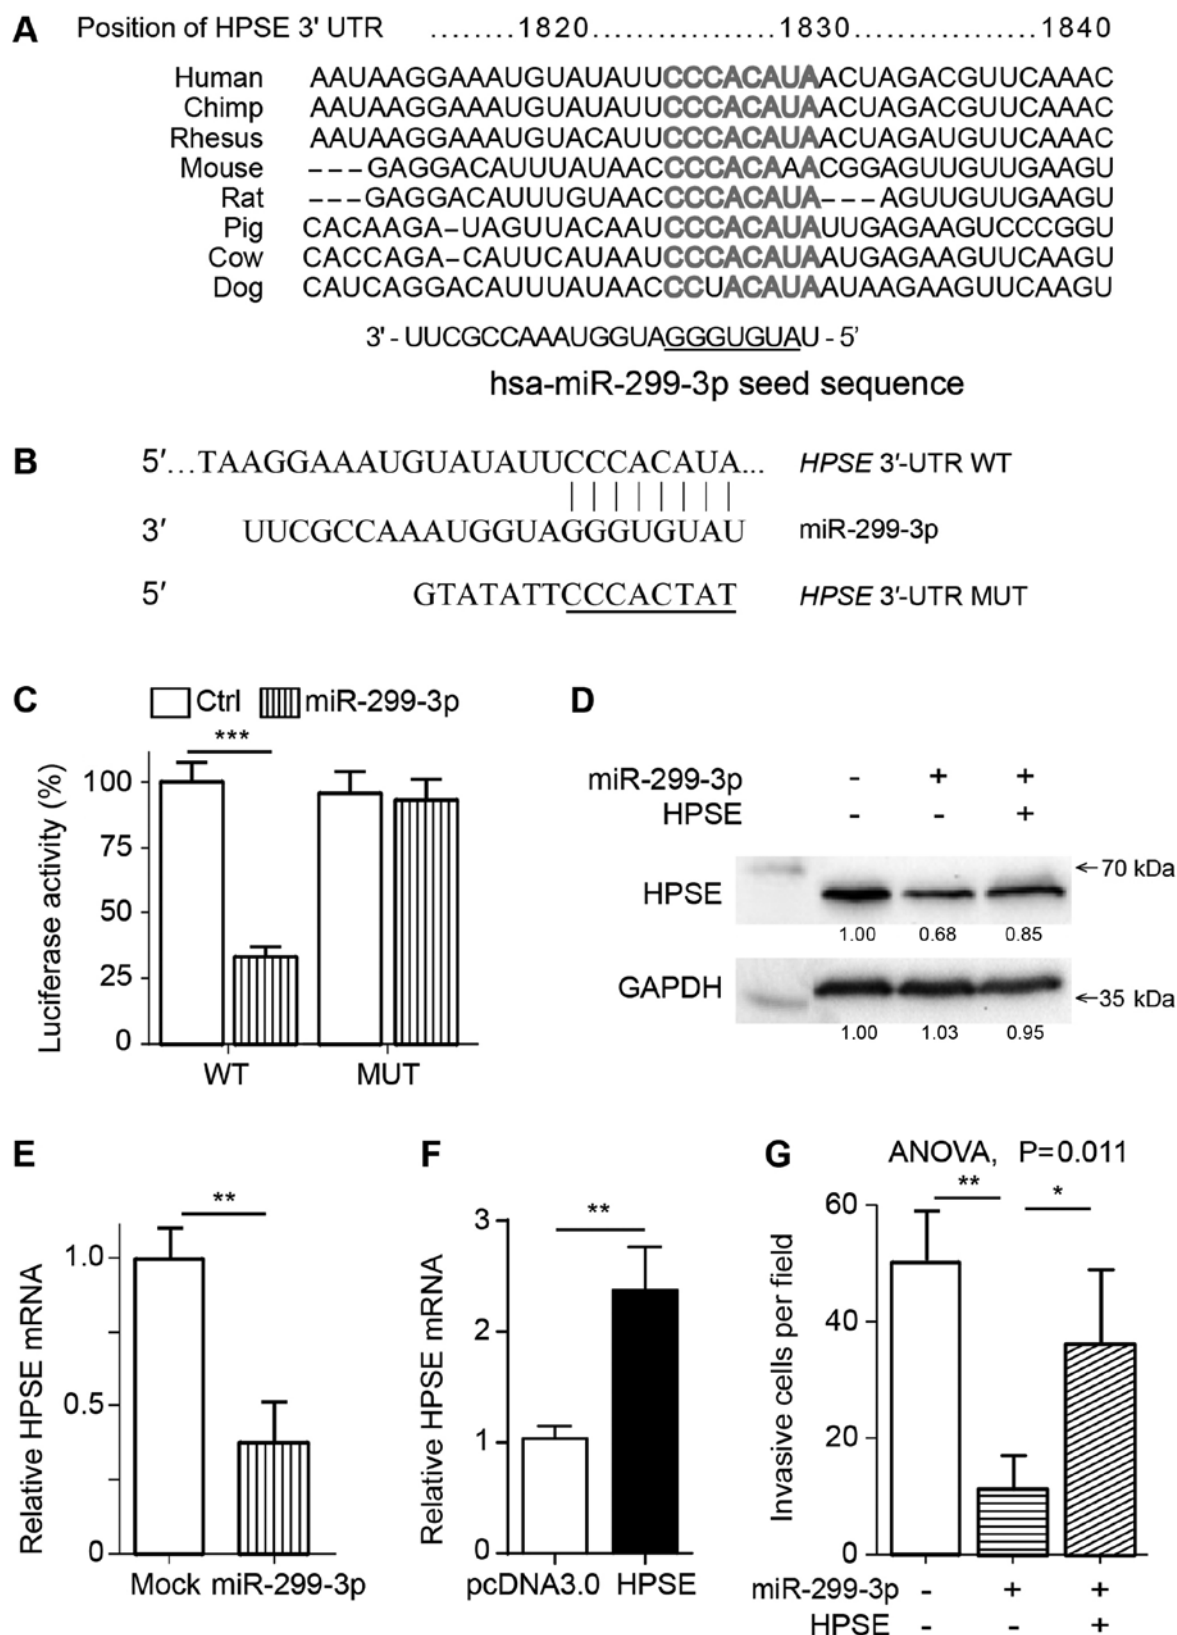 A Position of HPSE 3' UTR ........1820.................1830.................1840
Human AAUAAGGAAAUGUAUAUUCCCACAUAACUAGACGUUCAAAC
Chimp AAUAAGGAAAUGUAUAUUCCCACAUAACUAGACGUUCAAAC
Rhesus AAUAAGGAAAUGUACAUUCCCACAUAACUAGAUGUUCAAAC
Mouse ---GAGGACAUUUAUAACCCCACAAACGGAGUUGUUGAAGU
Rat ---GAGGACAUUUGUAACCCCACAUA---AGUUGUUGAAGU
Pig CACAAGA-UAGUUACAAUCCCACAUAUUGAGAAGUCCCGGU
Cow CACCAGA-CAUUCAUAAUCCCACAUAAUGAGAAGUUCAAGU
Dog CAUCAGGACAUUUAUAACCCUACAUAAUAAGAAGUUCAAGU
3' - UUCGCCAAAUGGUAGGGUGUAU - 5'
hsa-miR-299-3p seed sequence
B 5'...TAAGGAAAUGUAUAUUCCCACAUA... HPSE 3'-UTR WT
3' UUCGCCAAAUGGUAGGGUGUAU miR-299-3p
5' GTATATTCCCACTAT HPSE 3'-UTR MUT
C
Ctrl miR-299-3p
***
Luciferase activity (%)
100
75
50
25
0
WT MUT
D
miR-299-3p - + +
HPSE - - +
HPSE
←70 kDa
1.00 0.68 0.85
GAPDH
←35 kDa
1.00 1.03 0.95
E
**
Relative HPSE mRNA
1.0
0.5
0
Mock miR-299-3p
F
**
Relative HPSE mRNA
3
2
1
0
pcDNA3.0 HPSE
G
ANOVA, P=0.011
** *
Invasive cells per field
60
40
20
0
miR-299-3p - + +
HPSE - - +